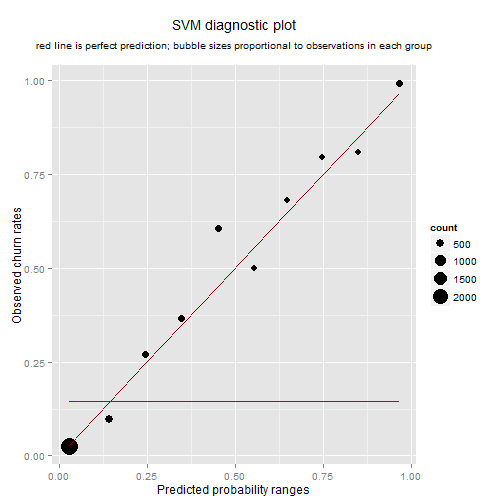 SVM diagnostic plot
red line is perfect prediction; bubble sizes proportional to observations in each group
Observed churn rates
1.00
0.75
0.50
0.25
0.00
0.00 0.25 0.50 0.75 1.00
Predicted probability ranges
count
500
1000
1500
2000